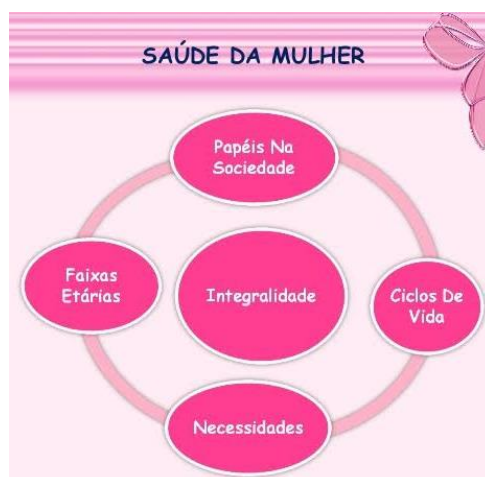 SAÚDE DA MULHER
Papéis Na
Sociedade
Faixas
Etárias
Integralidade
Ciclos De
Vida
Necessidades